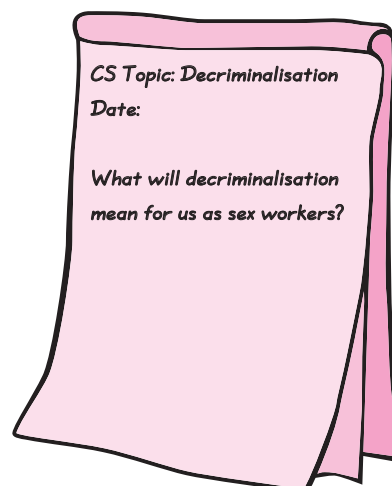 CS Topic: Decriminalisation
Date:
What will decriminalisation
mean for us as sex workers?